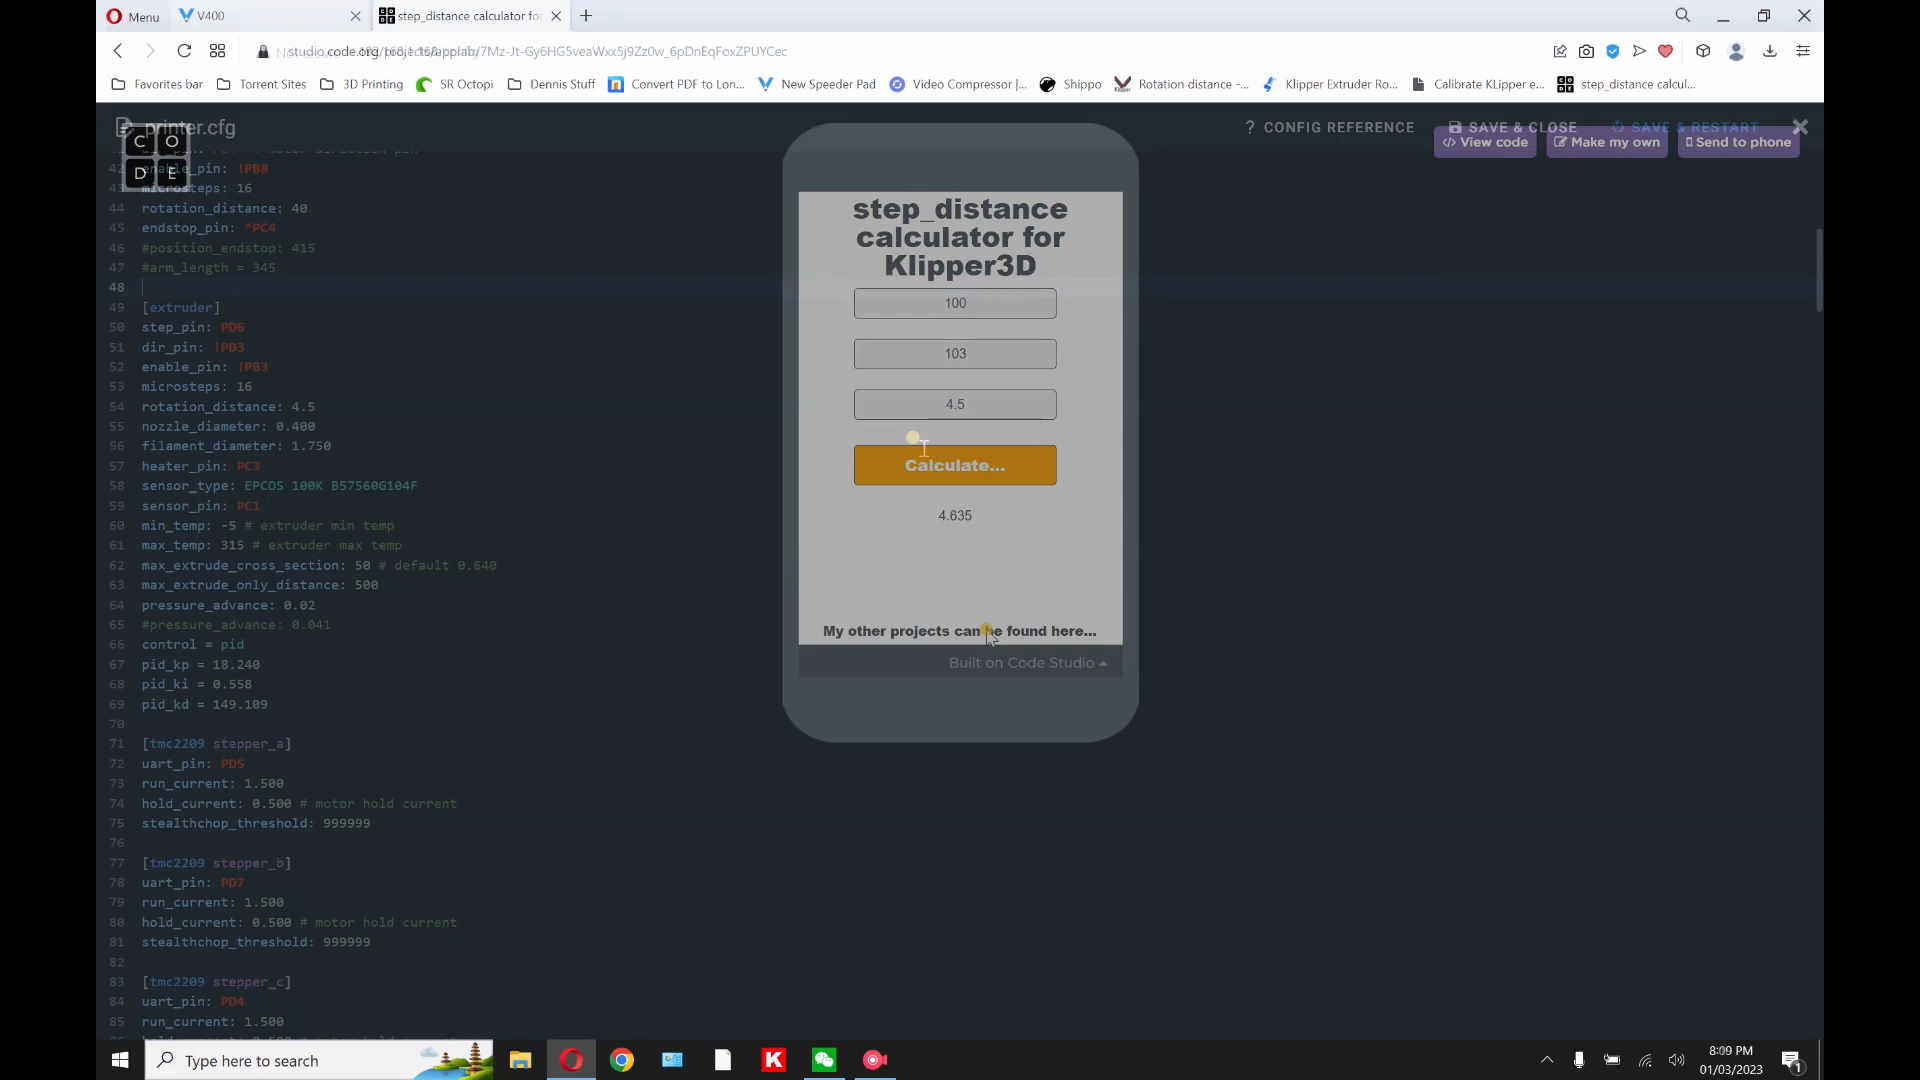 Menu
V400
step_distance calculator for
studio.code.org
7Mz-Jt-Gy6HG5veaWxx5j9Zz0w_6pDnEqFoxZPUYCec
Favorites bar
Torrent Sites
3D Printing
SR Octopi
Dennis Stuff
Convert PDF to Lon...
New Speeder Pad
Video Compressor |...
Shippo
Rotation distance -...
Klipper Extruder Ro...
Calibrate KLipper e...
step_distance calcul...
printer.cfg
CODE
? CONFIG REFERENCE
SAVE & CLOSE
SAVE & RESTART
</> View code
Make my own
Send to phone
42 enable_pin: !PB8
43 microsteps: 16
44 rotation_distance: 40
45 endstop_pin: ^PC4
46 #position_endstop: 415
47 #arm_length = 345
48
49 [extruder]
50 step_pin: PD6
51 dir_pin: !PD3
52 enable_pin: !PB3
53 microsteps: 16
54 rotation_distance: 4.5
55 nozzle_diameter: 0.400
56 filament_diameter: 1.750
57 heater_pin: PC3
58 sensor_type: EPCOS 100K B57560G104F
59 sensor_pin: PC1
60 min_temp: -5 # extruder min temp
61 max_temp: 315 # extruder max temp
62 max_extrude_cross_section: 50 # default 0.640
63 max_extrude_only_distance: 500
64 pressure_advance: 0.02
65 #pressure_advance: 0.041
66 control = pid
67 pid_kp = 18.240
68 pid_ki = 0.558
69 pid_kd = 149.109
70
71 [tmc2209 stepper_a]
72 uart_pin: PD5
73 run_current: 1.500
74 hold_current: 0.500 # motor hold current
75 stealthchop_threshold: 999999
76
77 [tmc2209 stepper_b]
78 uart_pin: PD7
79 run_current: 1.500
80 hold_current: 0.500 # motor hold current
81 stealthchop_threshold: 999999
82
83 [tmc2209 stepper_c]
84 uart_pin: PD4
85 run_current: 1.500
step_distance
calculator for
Klipper3D
100
103
4.5
Calculate...
4.635
My other projects can be found here...
Built on Code Studio
Type here to search
8:09 PM
01/03/2023
1